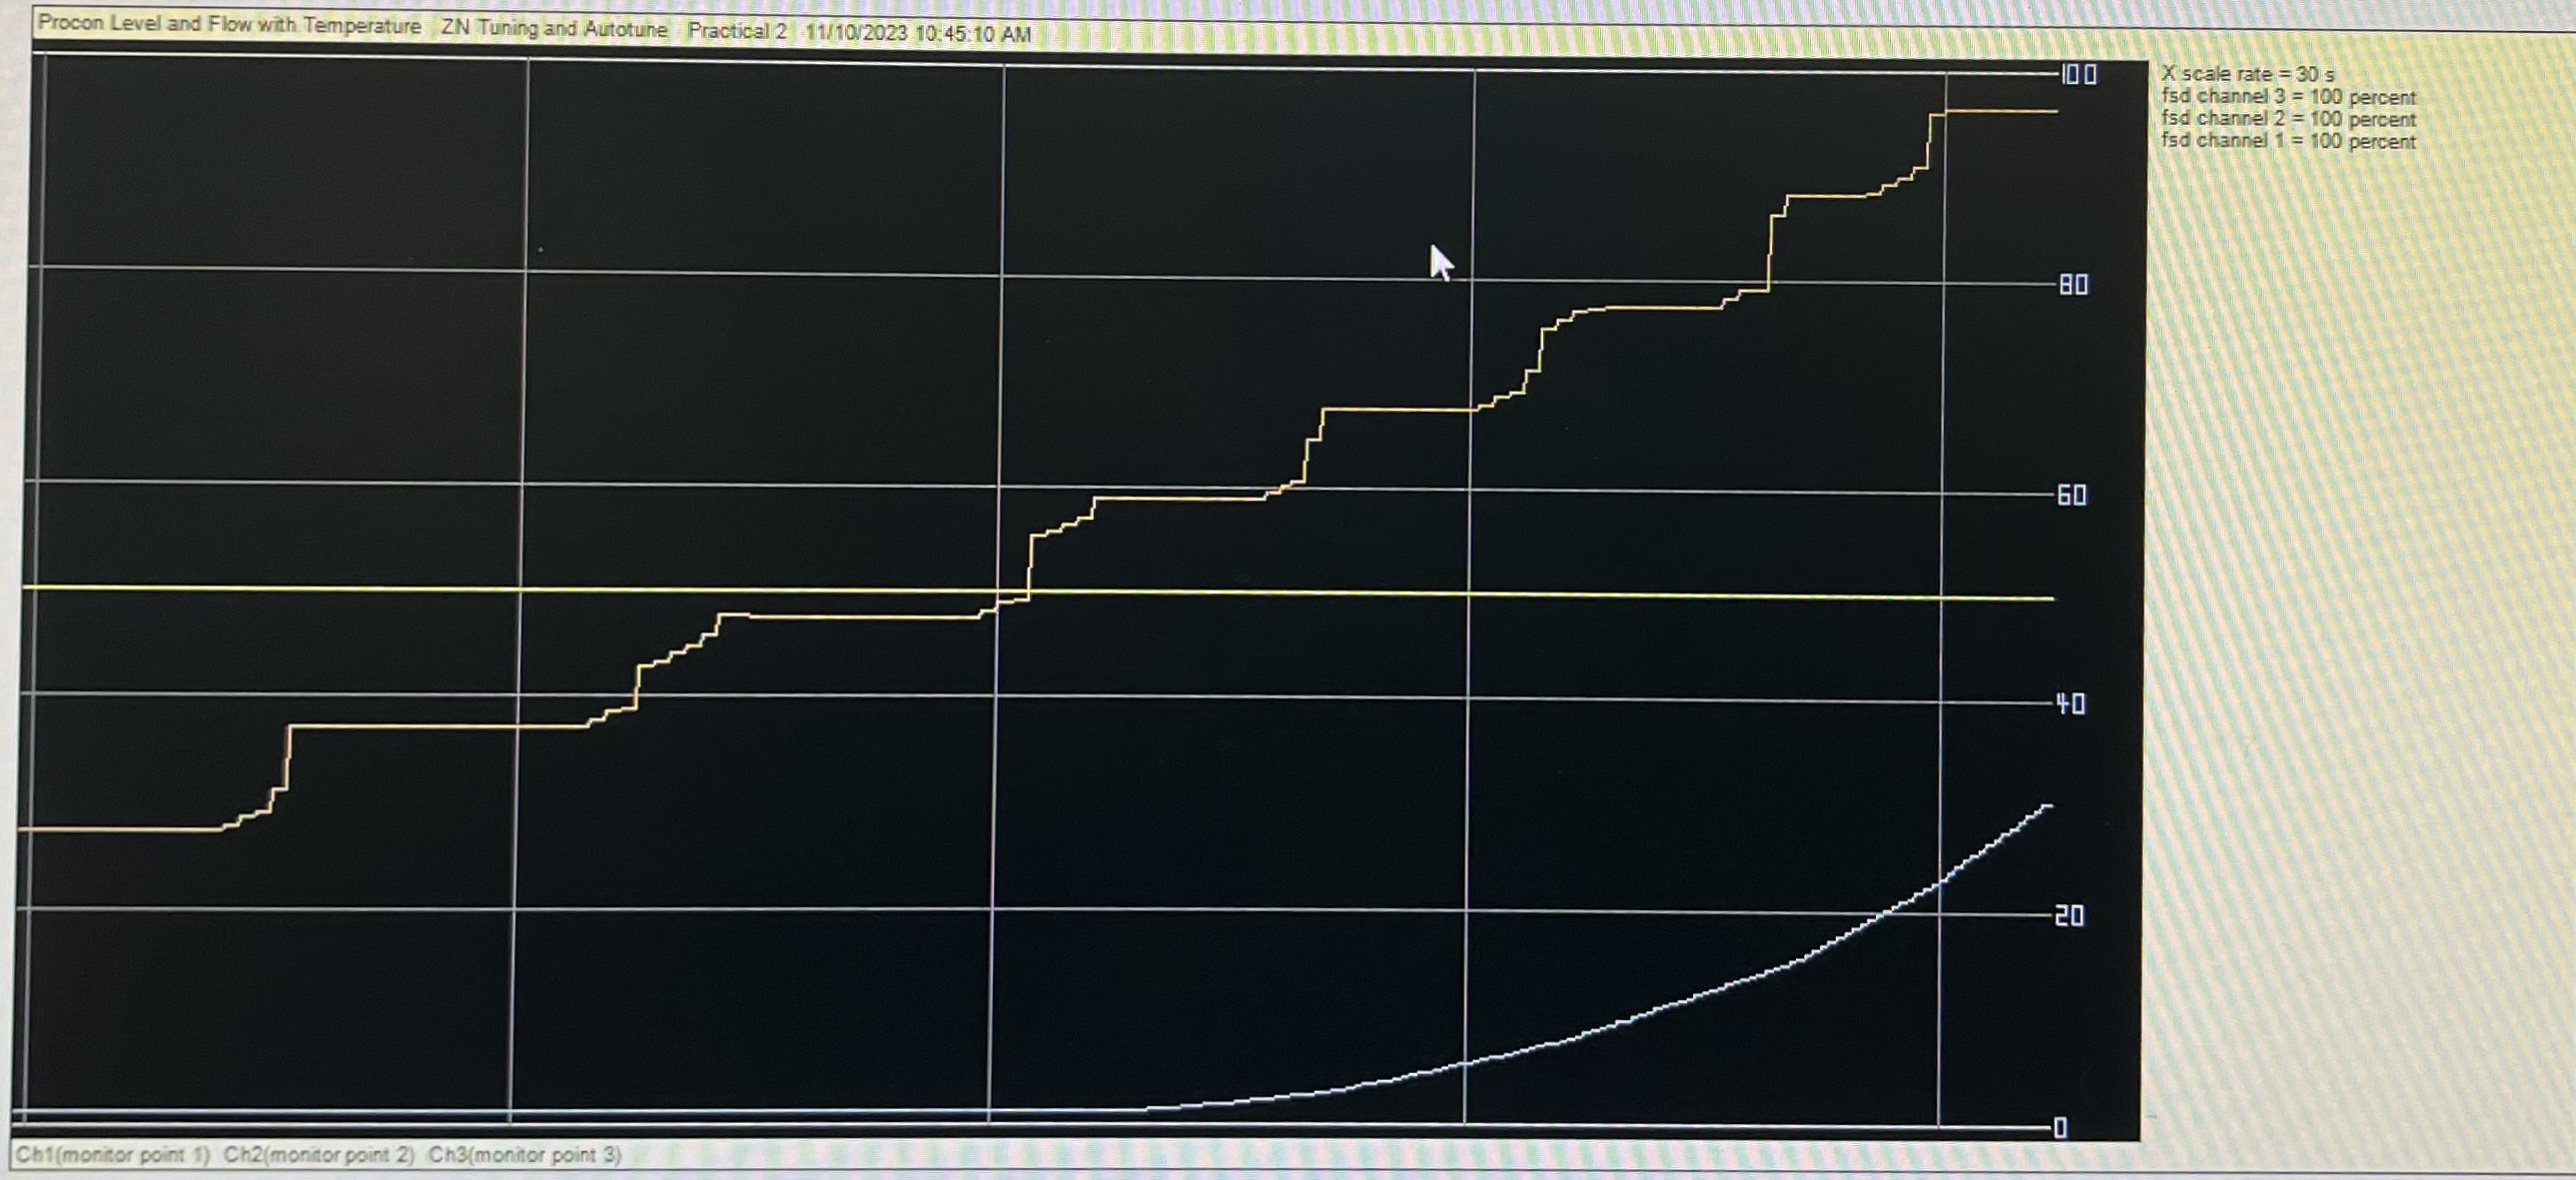 Procon Level and Flow with Temperature ZN Tuning and Autotune Practical 2 11/10/2023 10:45:10 AM
X scale rate = 30 s
fsd channel 3 = 100 percent
fsd channel 2 = 100 percent
fsd channel 1 = 100 percent
100
80
60
40
20
0
Ch1(monitor point 1) Ch2(monitor point 2) Ch3(monitor point 3)